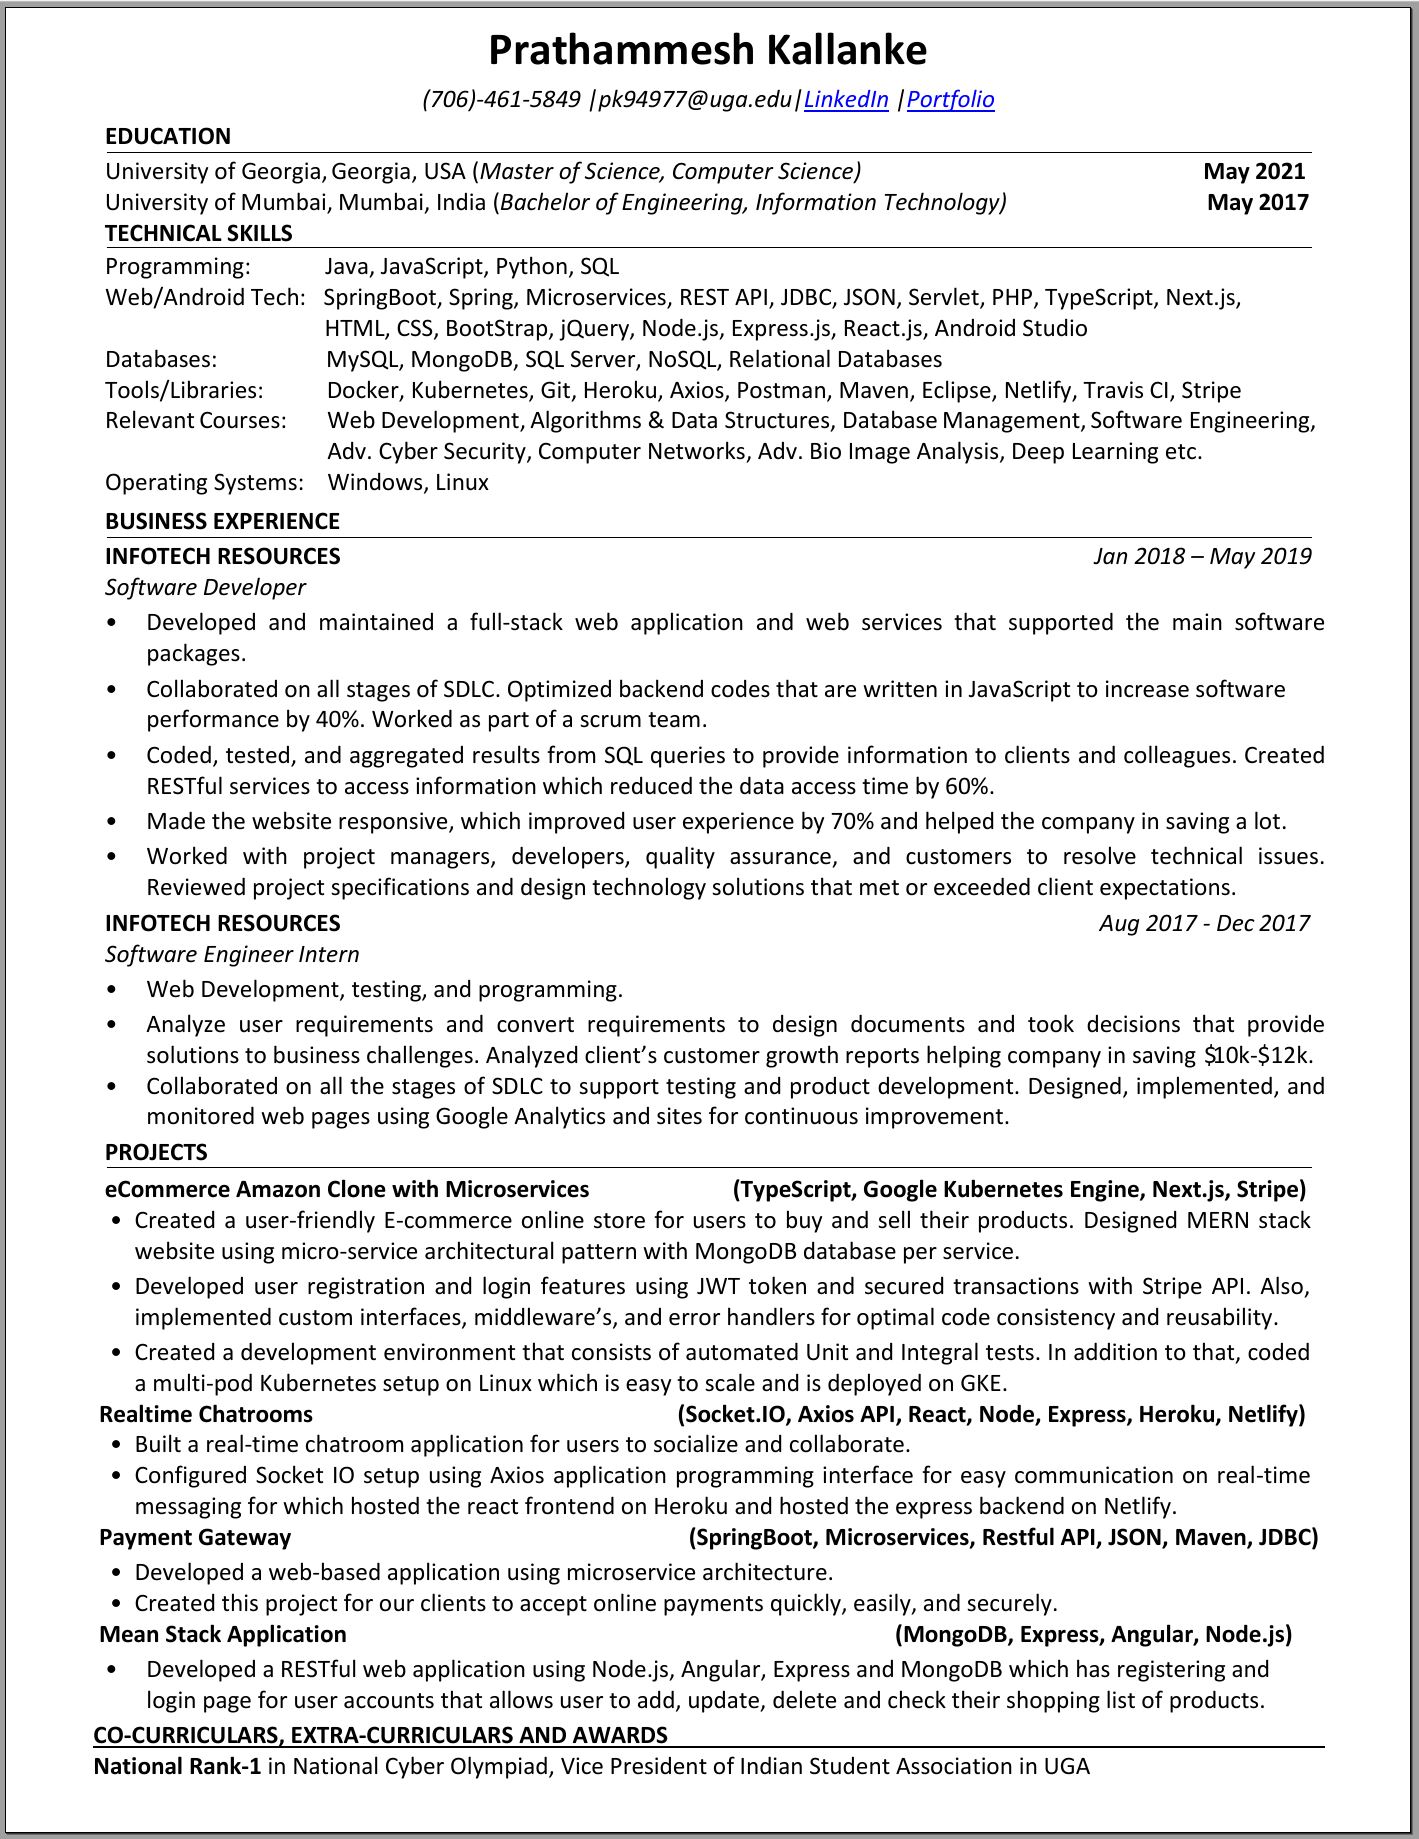 Prathammesh Kallanke
(706)-461-5849 |pk94977@uga.edu|LinkedIn |Portfolio
EDUCATION
University of Georgia, Georgia, USA (Master of Science, Computer Science) May 2021
University of Mumbai, Mumbai, India (Bachelor of Engineering, Information Technology) May 2017
TECHNICAL SKILLS
Programming: Java, JavaScript, Python, SQL
Web/Android Tech: SpringBoot, Spring, Microservices, REST API, JDBC, JSON, Servlet, PHP, TypeScript, Next.js,
HTML, CSS, BootStrap, jQuery, Node.js, Express.js, React.js, Android Studio
Databases: MySQL, MongoDB, SQL Server, NoSQL, Relational Databases
Tools/Libraries: Docker, Kubernetes, Git, Heroku, Axios, Postman, Maven, Eclipse, Netlify, Travis CI, Stripe
Relevant Courses: Web Development, Algorithms & Data Structures, Database Management, Software Engineering,
Adv. Cyber Security, Computer Networks, Adv. Bio Image Analysis, Deep Learning etc.
Operating Systems: Windows, Linux
BUSINESS EXPERIENCE
INFOTECH RESOURCES Jan 2018 – May 2019
Software Developer
• Developed and maintained a full-stack web application and web services that supported the main software
packages.
• Collaborated on all stages of SDLC. Optimized backend codes that are written in JavaScript to increase software
performance by 40%. Worked as part of a scrum team.
• Coded, tested, and aggregated results from SQL queries to provide information to clients and colleagues. Created
RESTful services to access information which reduced the data access time by 60%.
• Made the website responsive, which improved user experience by 70% and helped the company in saving a lot.
• Worked with project managers, developers, quality assurance, and customers to resolve technical issues.
Reviewed project specifications and design technology solutions that met or exceeded client expectations.
INFOTECH RESOURCES Aug 2017 - Dec 2017
Software Engineer Intern
• Web Development, testing, and programming.
• Analyze user requirements and convert requirements to design documents and took decisions that provide
solutions to business challenges. Analyzed client’s customer growth reports helping company in saving $10k-$12k.
• Collaborated on all the stages of SDLC to support testing and product development. Designed, implemented, and
monitored web pages using Google Analytics and sites for continuous improvement.
PROJECTS
eCommerce Amazon Clone with Microservices (TypeScript, Google Kubernetes Engine, Next.js, Stripe)
• Created a user-friendly E-commerce online store for users to buy and sell their products. Designed MERN stack
website using micro-service architectural pattern with MongoDB database per service.
• Developed user registration and login features using JWT token and secured transactions with Stripe API. Also,
implemented custom interfaces, middleware’s, and error handlers for optimal code consistency and reusability.
• Created a development environment that consists of automated Unit and Integral tests. In addition to that, coded
a multi-pod Kubernetes setup on Linux which is easy to scale and is deployed on GKE.
Realtime Chatrooms (Socket.IO, Axios API, React, Node, Express, Heroku, Netlify)
• Built a real-time chatroom application for users to socialize and collaborate.
• Configured Socket IO setup using Axios application programming interface for easy communication on real-time
messaging for which hosted the react frontend on Heroku and hosted the express backend on Netlify.
Payment Gateway (SpringBoot, Microservices, Restful API, JSON, Maven, JDBC)
• Developed a web-based application using microservice architecture.
• Created this project for our clients to accept online payments quickly, easily, and securely.
Mean Stack Application (MongoDB, Express, Angular, Node.js)
• Developed a RESTful web application using Node.js, Angular, Express and MongoDB which has registering and
login page for user accounts that allows user to add, update, delete and check their shopping list of products.
CO-CURRICULARS, EXTRA-CURRICULARS AND AWARDS
National Rank-1 in National Cyber Olympiad, Vice President of Indian Student Association in UGA